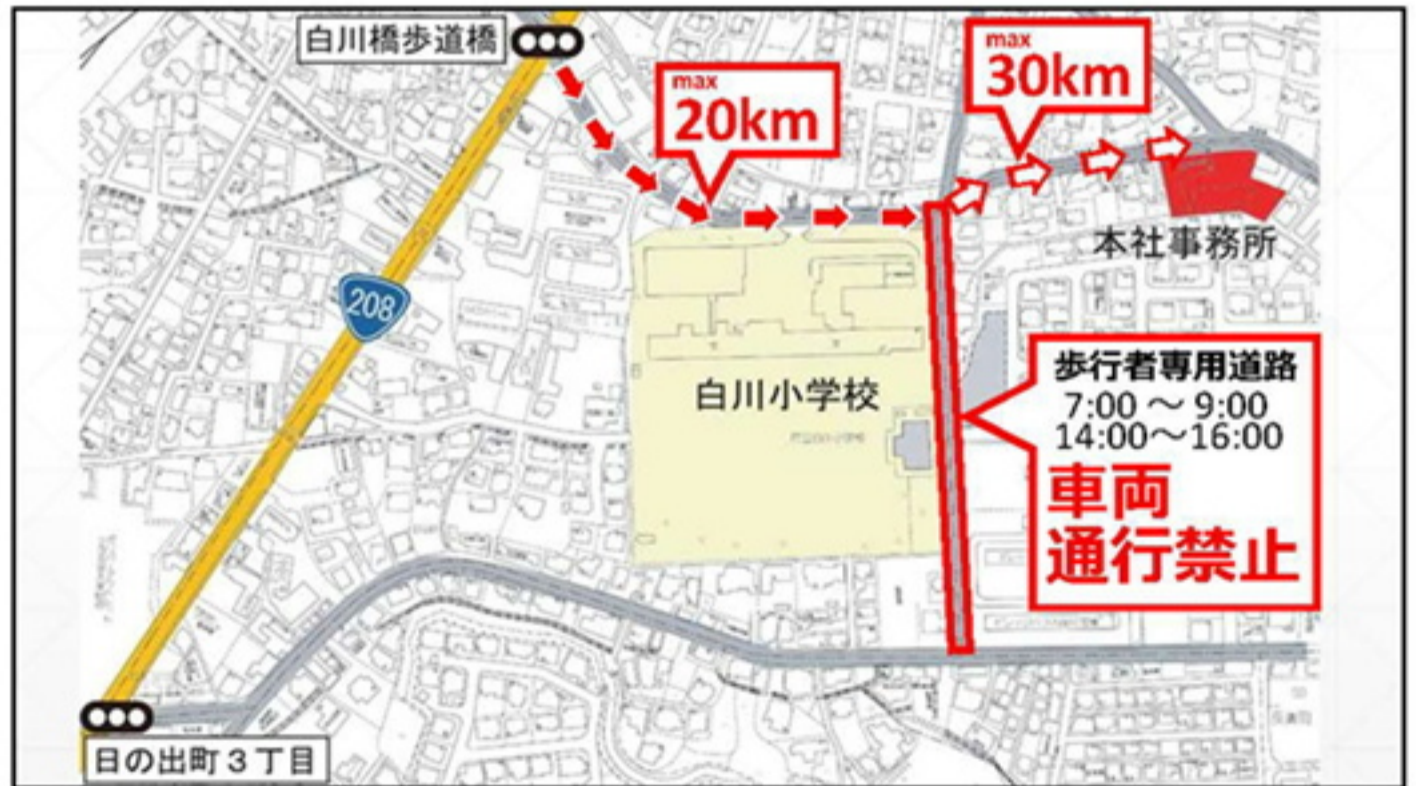 白川橋歩道橋
max
20km
max
30km
本社事務所
208
白川小学校
歩行者専用道路
7:00 ～ 9:00
14:00～16:00
車両
通行禁止
日の出町３丁目